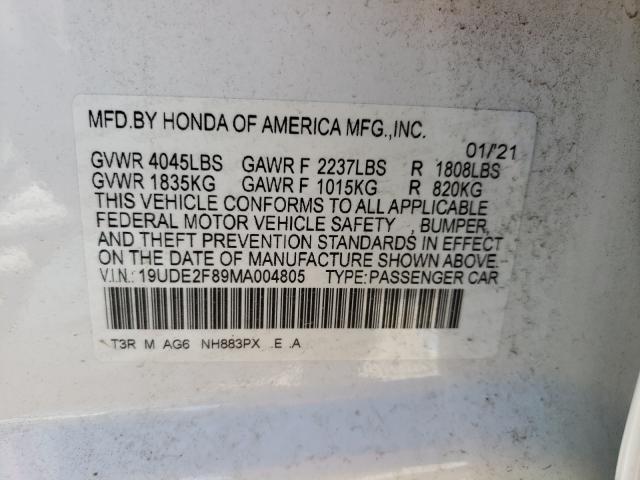 MFD.BY HONDA OF AMERICA MFG.,INC.
01/'21
GVWR 4045LBS GAWR F 2237LBS R 1808LBS
GVWR 1835KG GAWR F 1015KG R 820KG
THIS VEHICLE CONFORMS TO ALL APPLICABLE
FEDERAL MOTOR VEHICLE SAFETY , BUMPER,
AND THEFT PREVENTION STANDARDS IN EFFECT
ON THE DATE OF MANUFACTURE SHOWN ABOVE.
V.I.N.: 19UDE2F89MA004805 TYPE:PASSENGER CAR
T3R M AG6 NH883PX .E .A